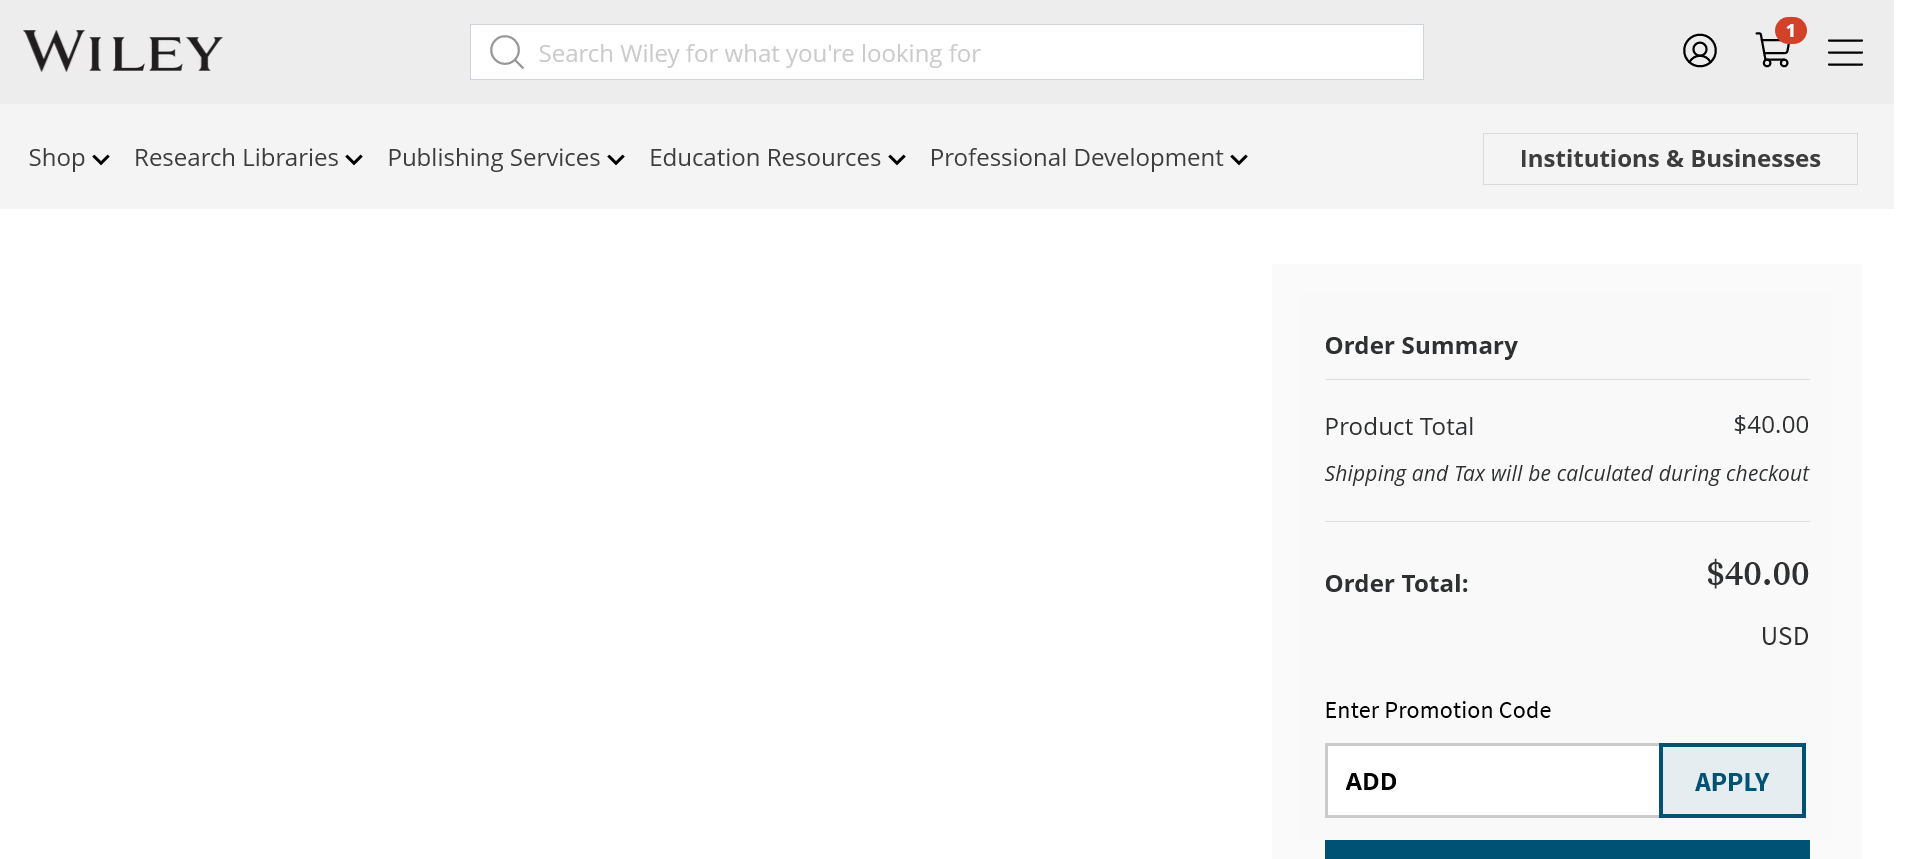 WILEY
Search Wiley for what you're looking for
1
Shop
Research Libraries
Publishing Services
Education Resources
Professional Development
Institutions & Businesses
Order Summary
Product Total $40.00
Shipping and Tax will be calculated during checkout
Order Total: $40.00
USD
Enter Promotion Code
ADD
APPLY